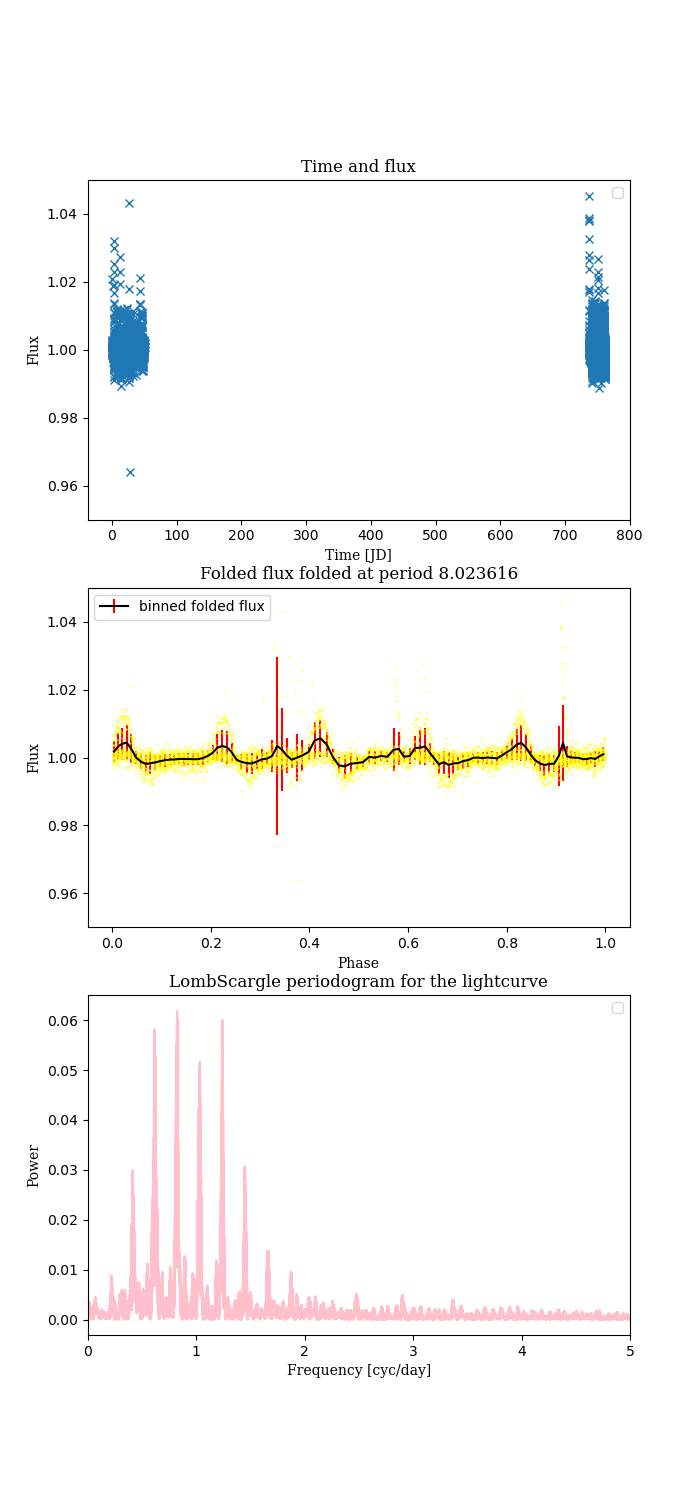 Time and flux
1.04
1.02
1.00
0.98
0.96
Flux
0 100 200 300 400 500 600 700 800
Time [JD]
Folded flux folded at period 8.023616
binned folded flux
1.04
1.02
1.00
0.98
0.96
Flux
0.0 0.2 0.4 0.6 0.8 1.0
Phase
LombScargle periodogram for the lightcurve
0.06
0.05
0.04
0.03
0.02
0.01
0.00
Power
0 1 2 3 4 5
Frequency [cyc/day]